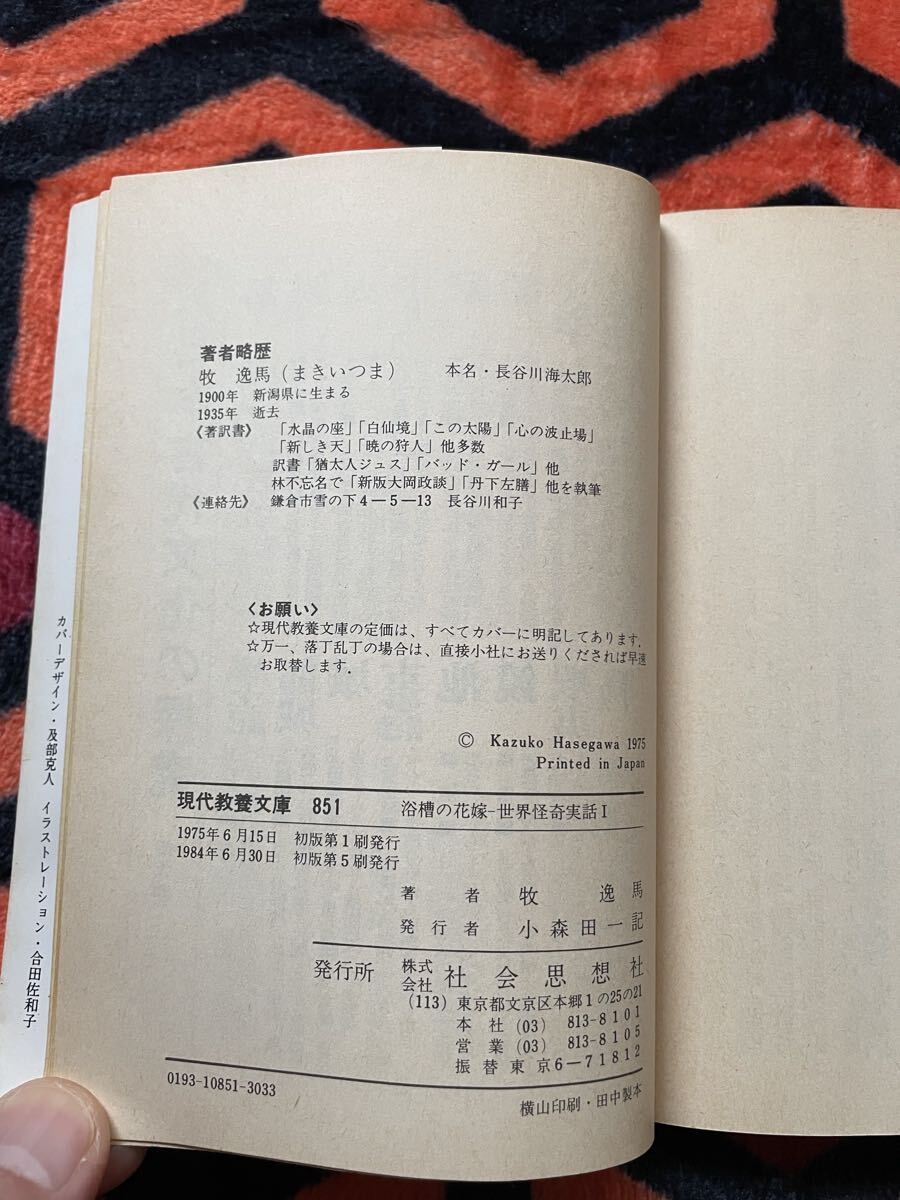 著者略歴
牧 逸馬（まきいつま） 本名・長谷川海太郎
1900年 新潟県に生まる
1935年 逝去
《著訳書》 「水晶の座」「白仙境」「この太陽」「心の波止場」
「新しき天」「暁の狩人」他多数
訳書「猶太人ジュス」「バッド・ガール」他
林不忘名で「新版大岡政談」「丹下左膳」他を執筆
《連絡先》 鎌倉市雪の下4－5－13 長谷川和子
〈お願い〉
☆現代教養文庫の定価は、すべてカバーに明記してあります.
☆万一、落丁乱丁の場合は、直接小社にお送りくだされば早速
お取替します.
© Kazuko Hasegawa 1975
Printed in Japan
現代教養文庫 851 浴槽の花嫁-世界怪奇実話I
1975年6月15日 初版第1刷発行
1984年6月30日 初版第5刷発行
著者 牧逸馬
発行者 小森田一記
発行所 株式会社 社会思想社
(113) 東京都文京区本郷1の25の21
本社 (03) 813-8101
営業 (03) 813-8105
振替東京6－71812
0193-10851-3033
横山印刷・田中製本
カバーデザイン・及部克人 イラストレーション・合田佐和子